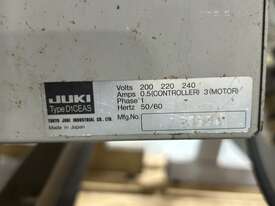 JUKI
Type D1CEAS
TOKYO JUKI INDUSTRIAL CO., LTD.
Made in Japan
Volts 200 220 240
Amps 0.5(CONTROLLER) 3(MOTOR)
Phase 1
Hertz 50/60
Mfg.No.